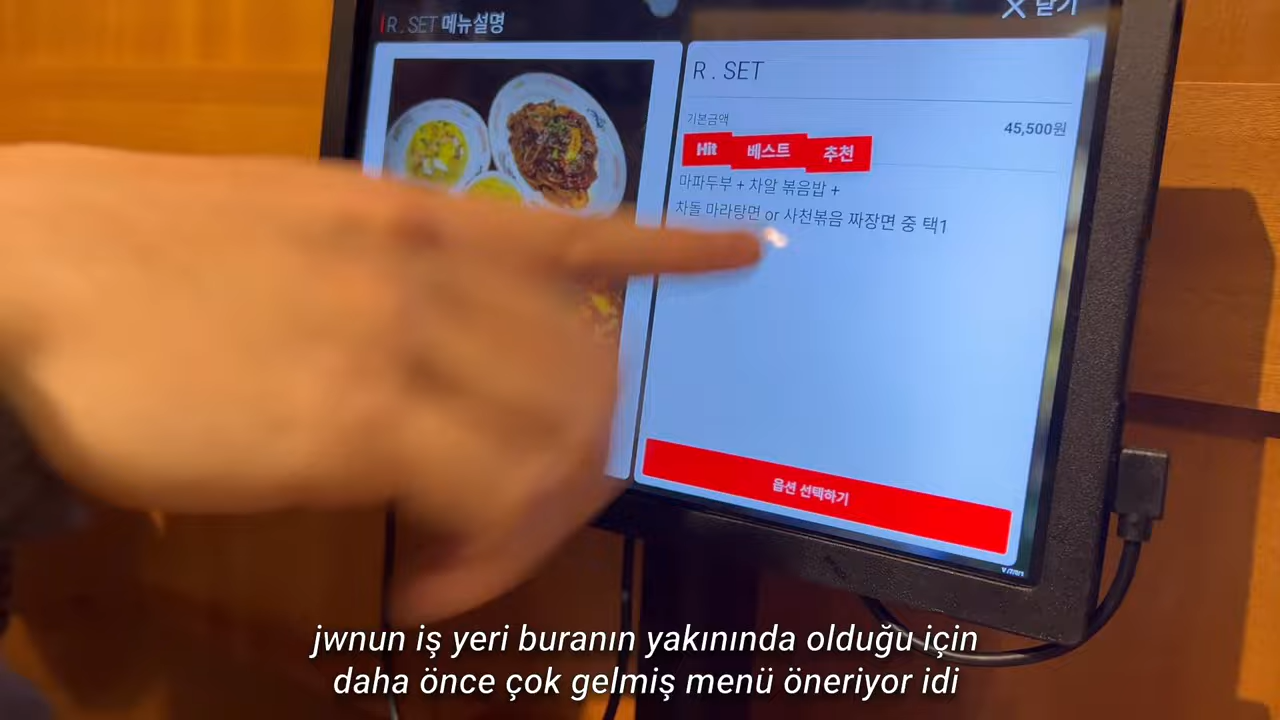 R . SET 메뉴설명
닫기
R . SET
기본금액
45,500원
Hit 베스트 추천
마파두부 + 차알 볶음밥 +
차돌 마라탕면 or 사천볶음 짜장면 중 택1
옵션 선택하기
jwnun iş yeri buranın yakınında olduğu için
daha önce çok gelmiş menü öneriyor idi